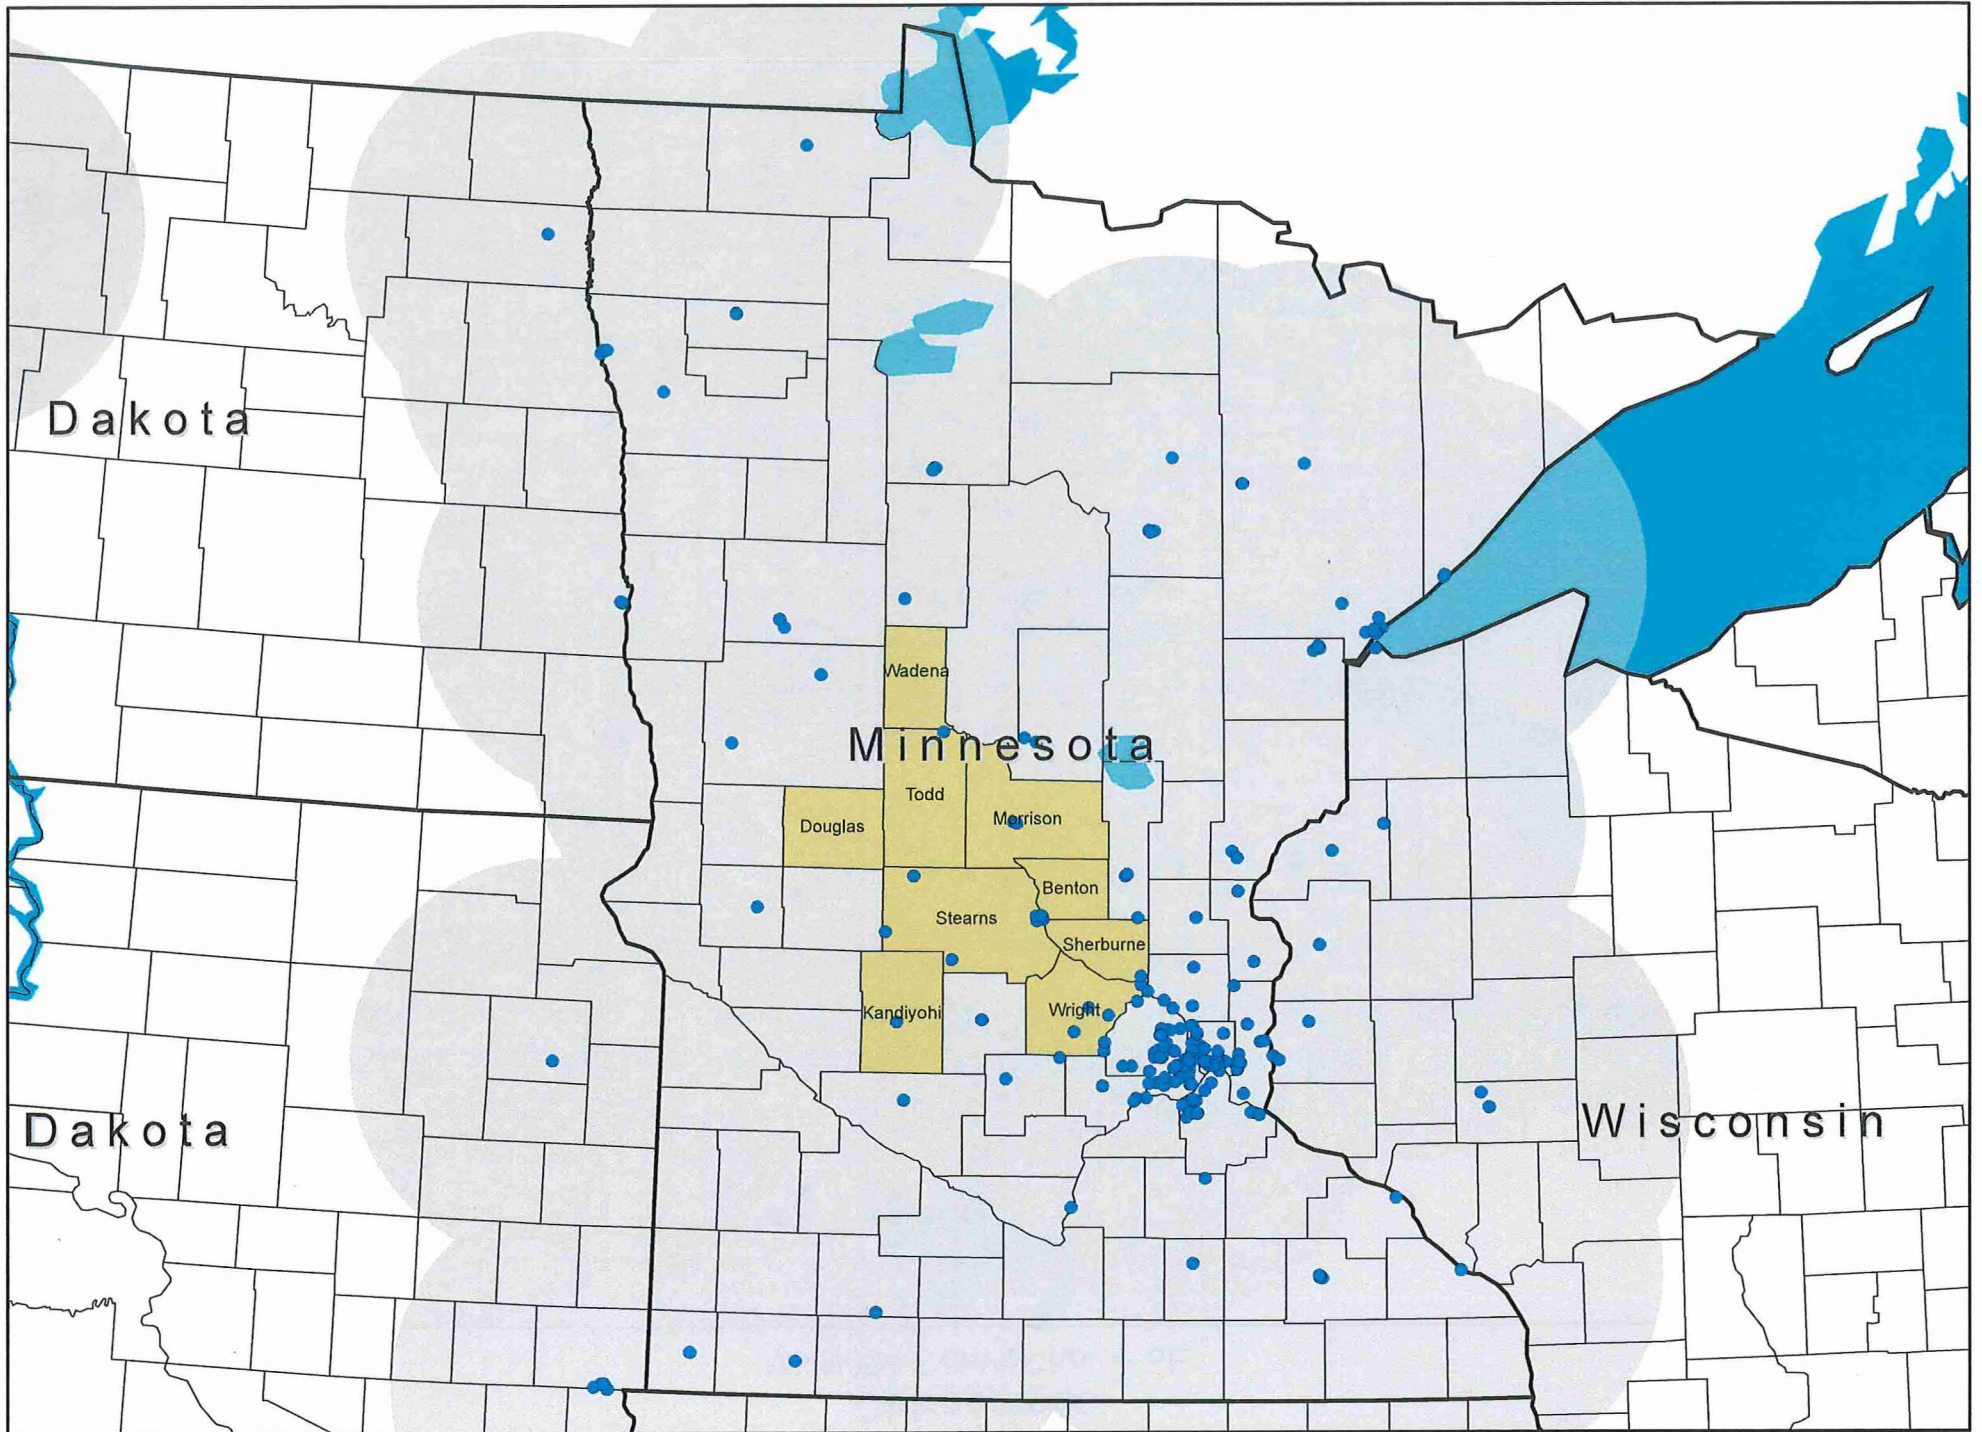 Dakota
Wadena
Minnesota
Todd
Morrison
Douglas
Benton
Stearns
Sherburne
Kandiyohi
Wright
Dakota
Wisconsin